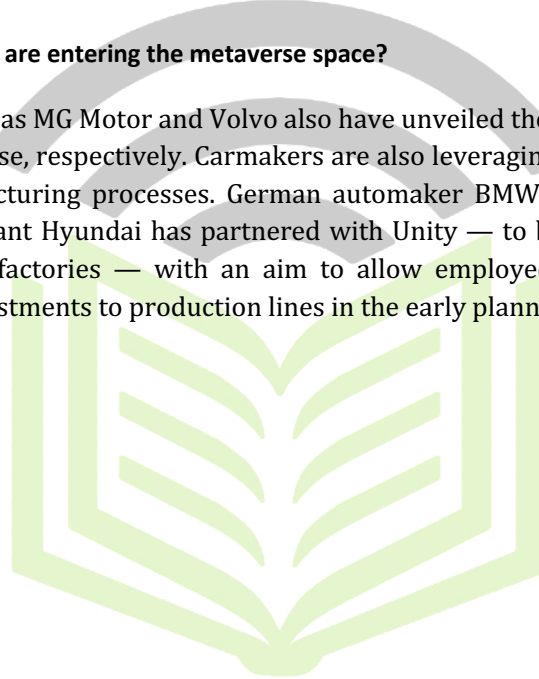 are entering the metaverse space?
as MG Motor and Volvo also have unveiled the
se, respectively. Carmakers are also leveragin
cturing processes. German automaker BMW
ant Hyundai has partnered with Unity — to b
factories — with an aim to allow employe
stments to production lines in the early plann